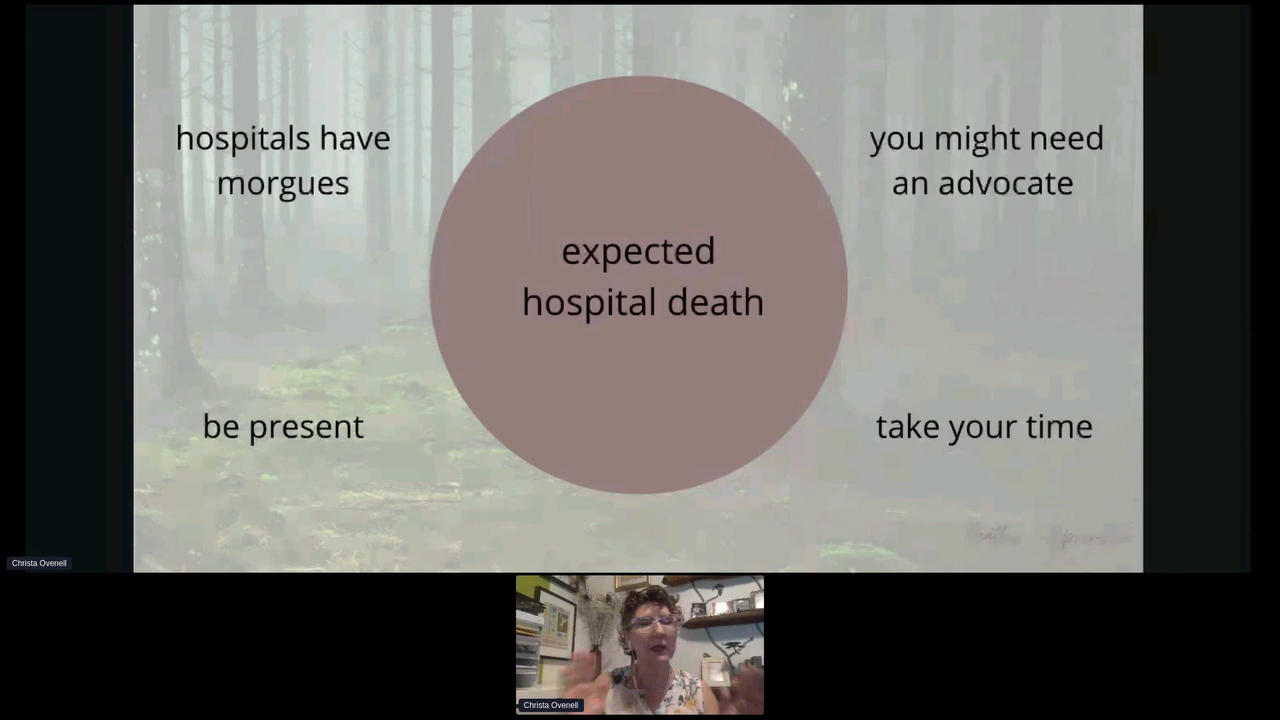 hospitals have
morgues
you might need
an advocate
expected
hospital death
be present
take your time
Christa Ovenell
Christa Ovenell